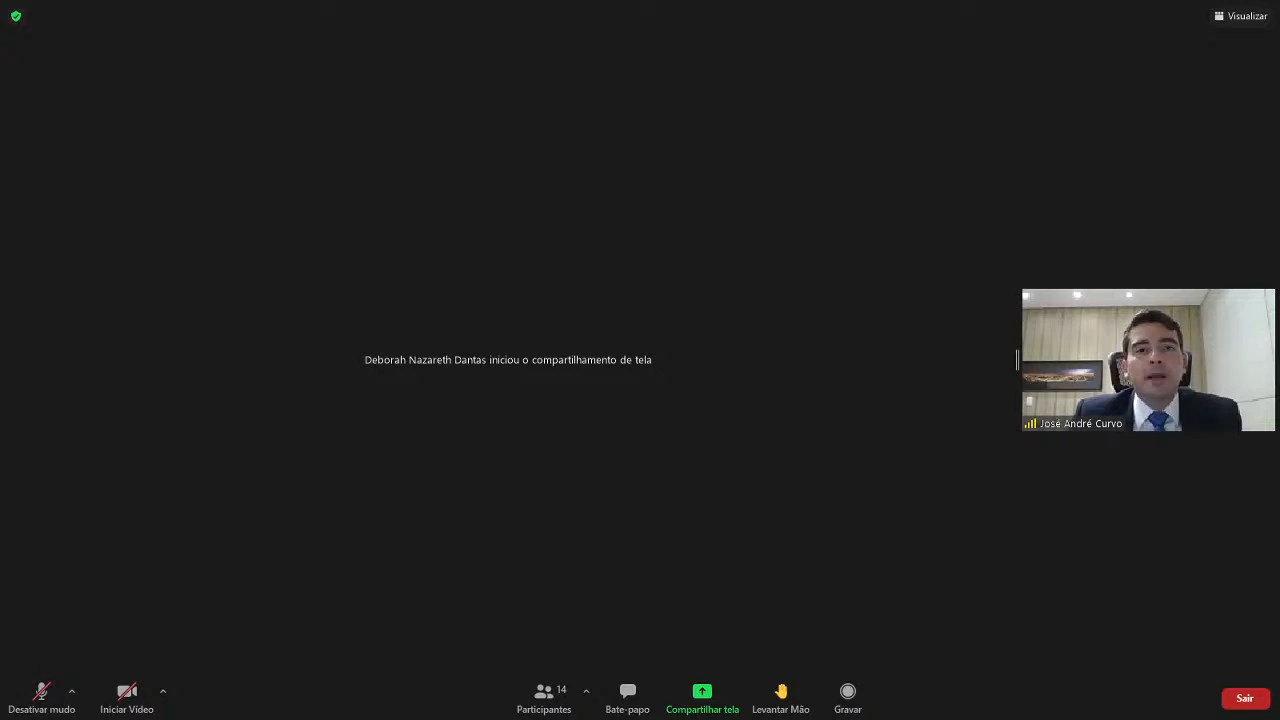 Visualizar
Deborah Nazareth Dantas iniciou o compartilhamento de tela
José André Curvo
Desativar mudo
Iniciar Vídeo
14
Participantes
Bate-papo
Compartilhar tela
Levantar Mão
Gravar
Sair